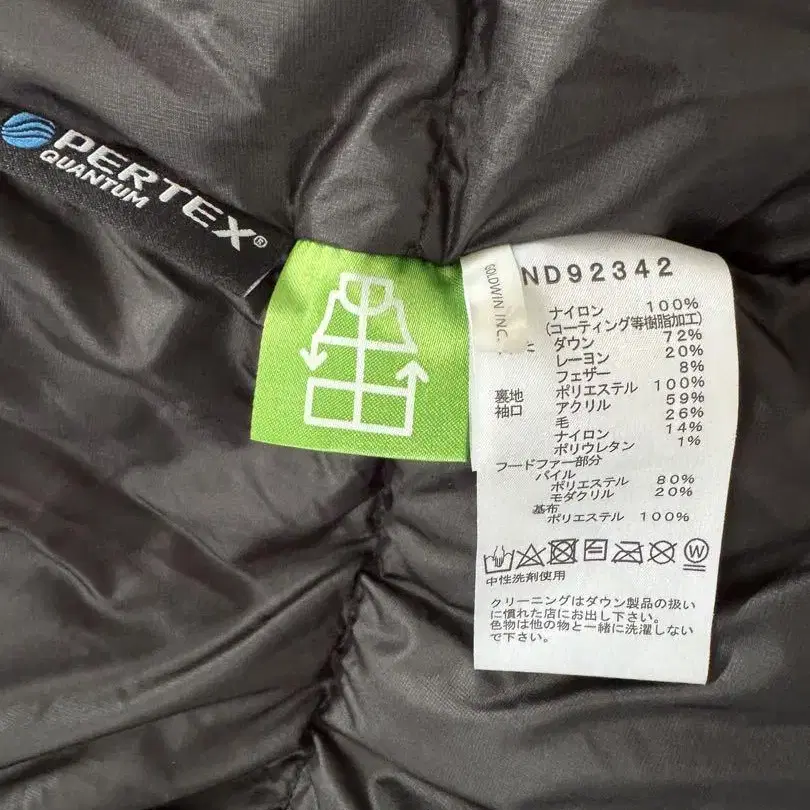 PERTEX®
QUANTUM
GOLDWIN INC.
ND92342
ナイロン 100%
(コーティング等樹脂加工)
ダウン 72%
レーヨン 20%
フェザー 8%
裏地 ポリエステル 100%
袖口 アクリル 59%
毛 26%
ナイロン 14%
ポリウレタン 1%
フードファー部分
パイル
ポリエステル 80%
モダクリル 20%
基布
ポリエステル 100%
W
中性洗剤使用
クリーニングはダウン製品の扱い
に慣れた店にお出し下さい。
色物は他の物と一緒に洗濯しない
で下さい。